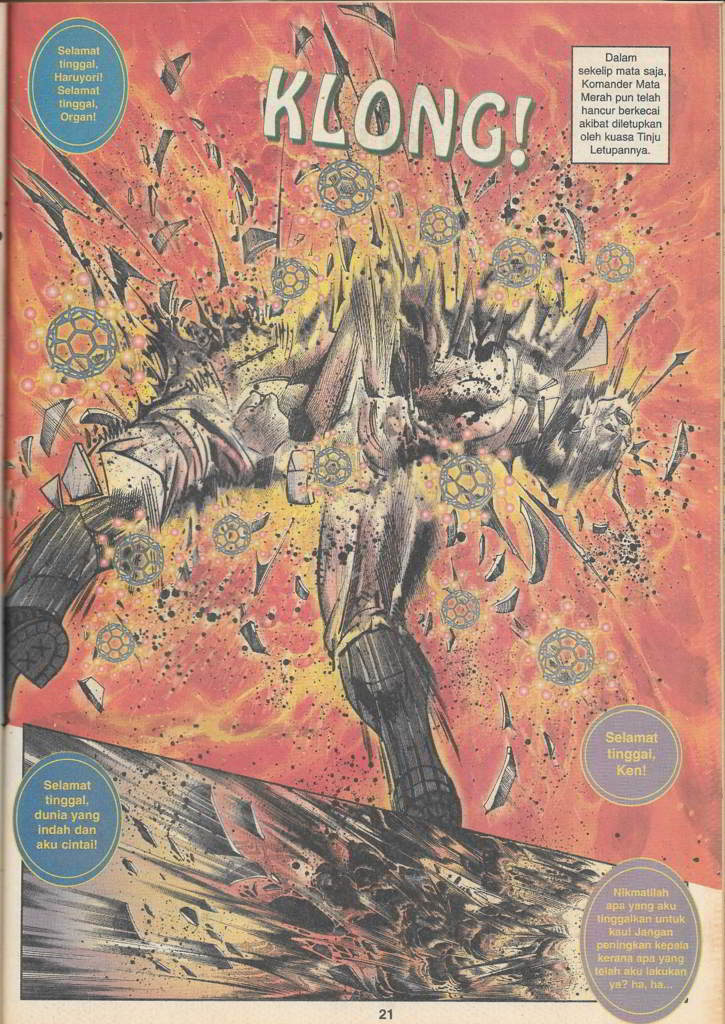 Selamat
tinggal,
Haruyori!
Selamat
tinggal,
Organ!
KLONG!
Dalam
sekelip mata saja,
Komander Mata
Merah pun telah
hancur berkecai
akibat diletupkan
oleh kuasa Tinju
Letupannya.
Selamat
tinggal,
Ken!
Selamat
tinggal,
dunia yang
indah dan
aku cintai!
Nikmatilah
apa yang aku
tinggalkan untuk
kau! Jangan
peningkan kepala
kerana apa yang
telah aku lakukan
ya? ha, ha...
21